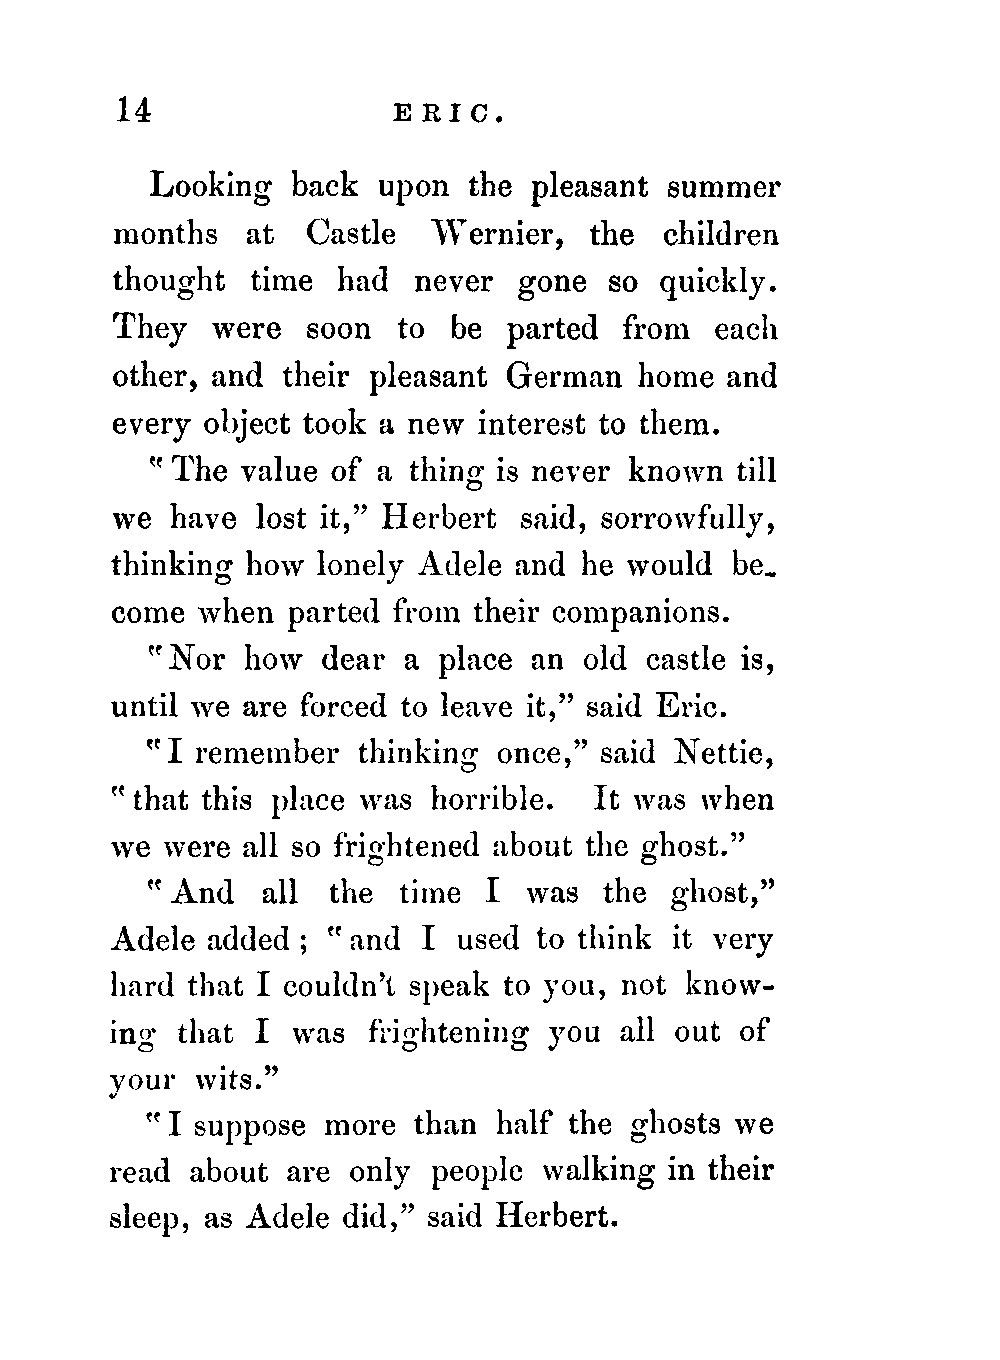 14 ERIC.
Looking back upon the pleasant summer
months at Castle Wernier, the children
thought time had never gone so quickly.
They were soon to be parted from each
other, and their pleasant German home and
every object took a new interest to them.
"The value of a thing is never known till
we have lost it," Herbert said, sorrowfully,
thinking how lonely Adele and he would be-
come when parted from their companions.
"Nor how dear a place an old castle is,
until we are forced to leave it," said Eric.
"I remember thinking once," said Nettie,
"that this place was horrible. It was when
we were all so frightened about the ghost."
"And all the time I was the ghost,"
Adele added; "and I used to think it very
hard that I couldn't speak to you, not know-
ing that I was frightening you all out of
your wits."
"I suppose more than half the ghosts we
read about are only people walking in their
sleep, as Adele did," said Herbert.